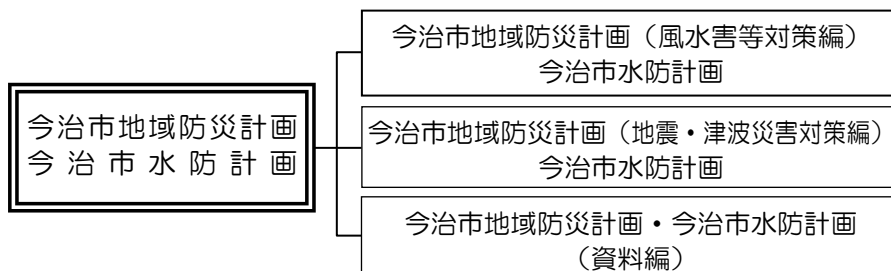 今治市地域防災計画
今治市水防計画
今治市地域防災計画（風水害等対策編）
今治市水防計画
今治市地域防災計画（地震・津波災害対策編）
今治市水防計画
今治市地域防災計画・今治市水防計画
（資料編）